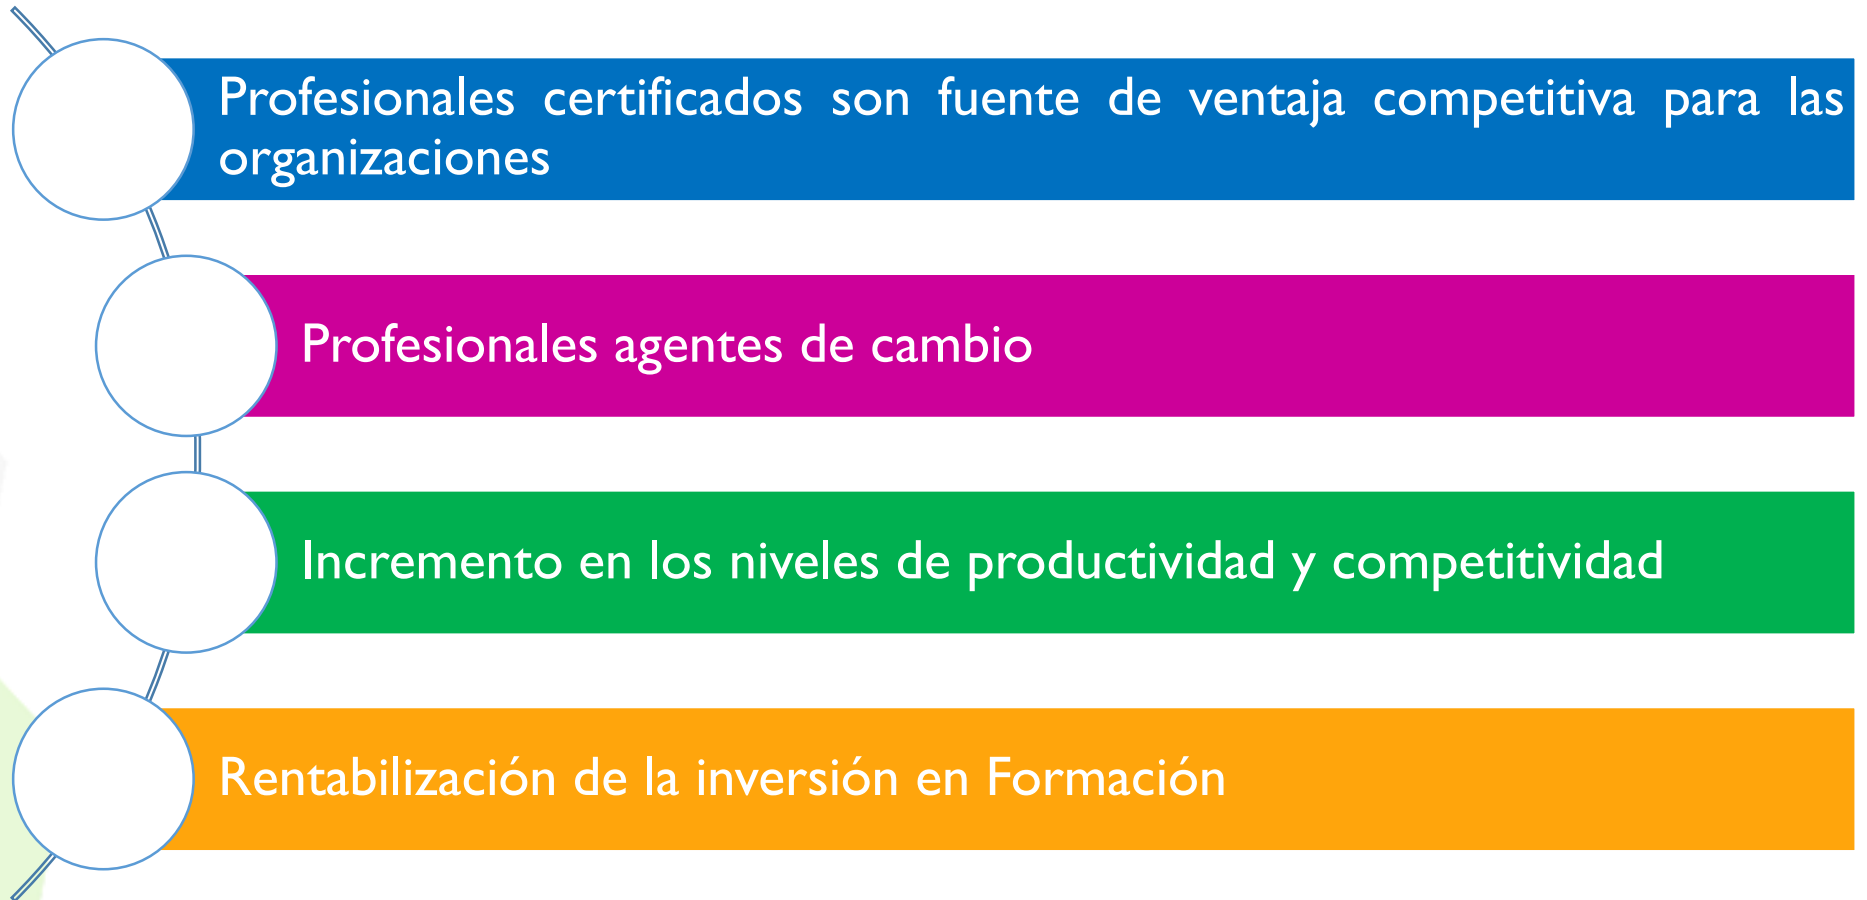 Profesionales certificados son fuente de ventaja competitiva para las
organizaciones
Profesionales agentes de cambio
Incremento en los niveles de productividad y competitividad
Rentabilización de la inversión en Formación